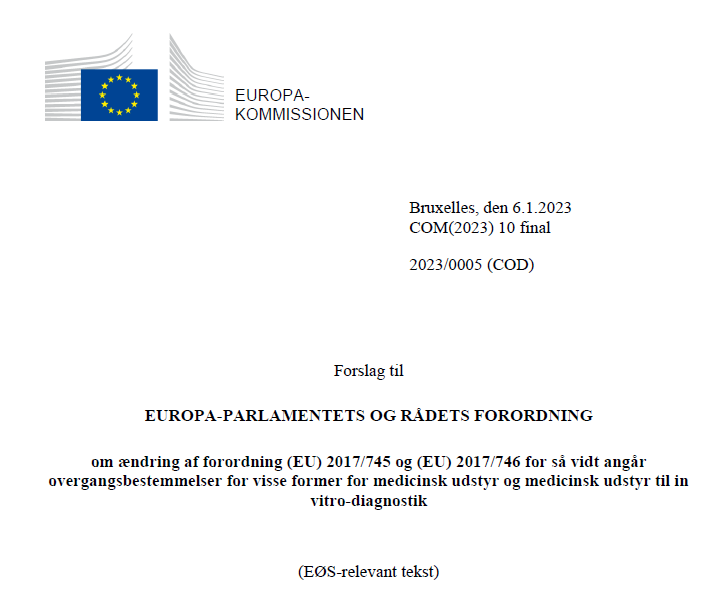 EUROPA-
KOMMISSIONEN
Bruxelles, den 6.1.2023
COM(2023) 10 final
2023/0005 (COD)
Forslag til
EUROPA-PARLAMENTETS OG RÅDETS FORORDNING
om ændring af forordning (EU) 2017/745 og (EU) 2017/746 for så vidt angår
overgangsbestemmelser for visse former for medicinsk udstyr og medicinsk udstyr til in
vitro-diagnostik
(EØS-relevant tekst)